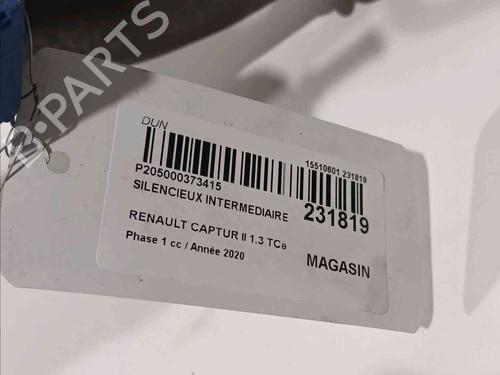 B-PARTS
DUN
15510601 231819
P205000373415
SILENCIEUX INTERMEDIAIRE
231819
RENAULT CAPTUR II 1.3 TCe
Phase 1 cc / Année 2020
MAGASIN